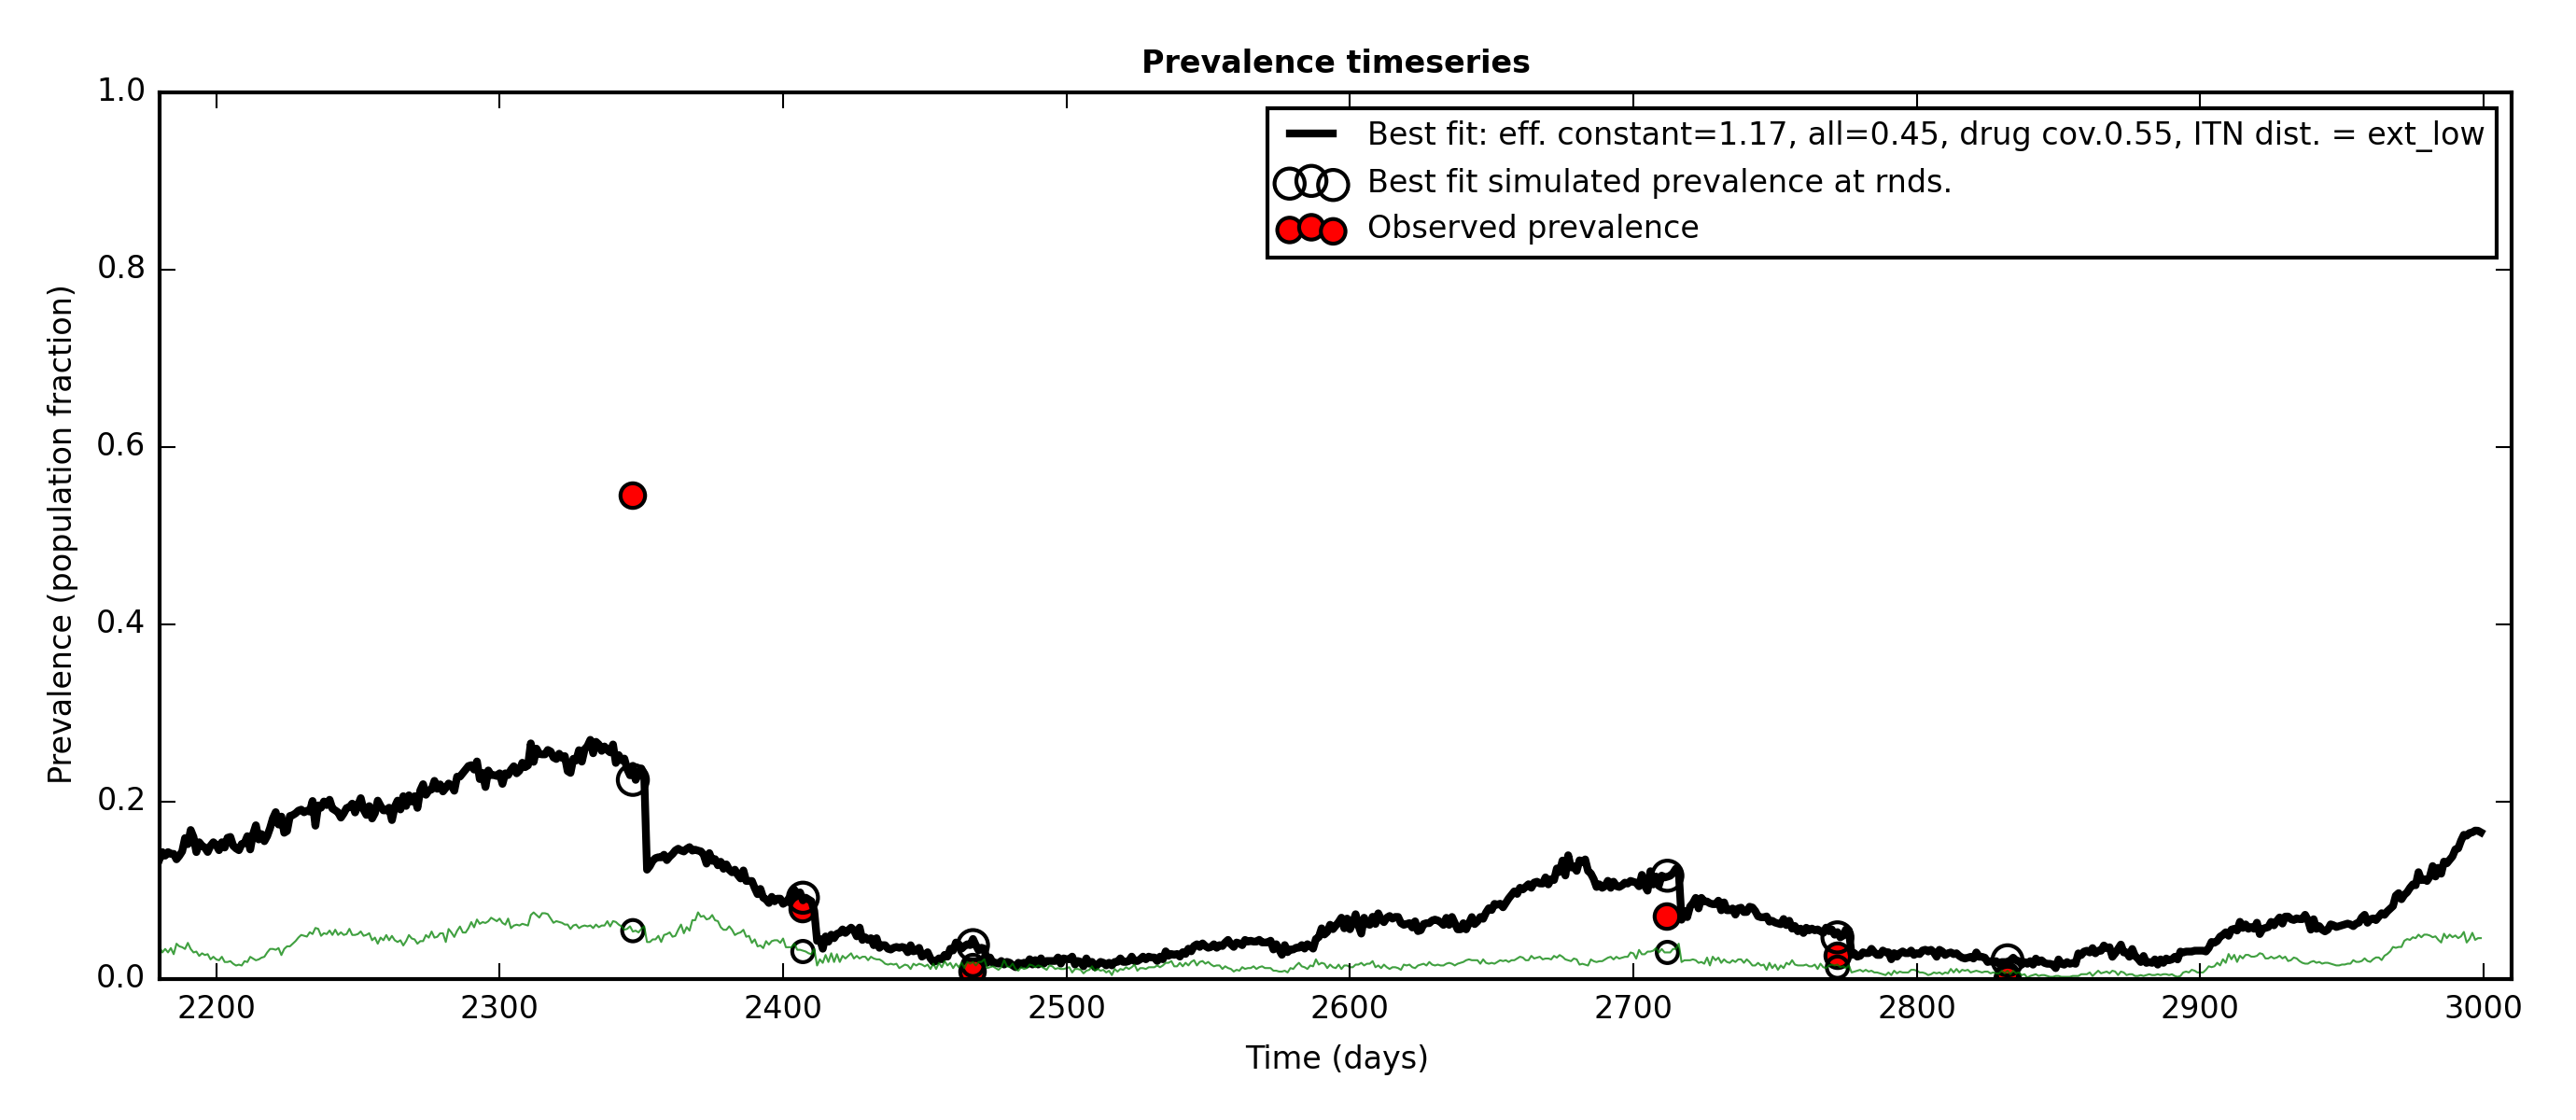 Prevalence timeseries
Best fit: eff. constant=1.17, all=0.45, drug cov.0.55, ITN dist. = ext_low
Best fit simulated prevalence at rnds.
Observed prevalence
Prevalence (population fraction)
1.0
0.8
0.6
0.4
0.2
0.0
2200 2300 2400 2500 2600 2700 2800 2900 3000
Time (days)